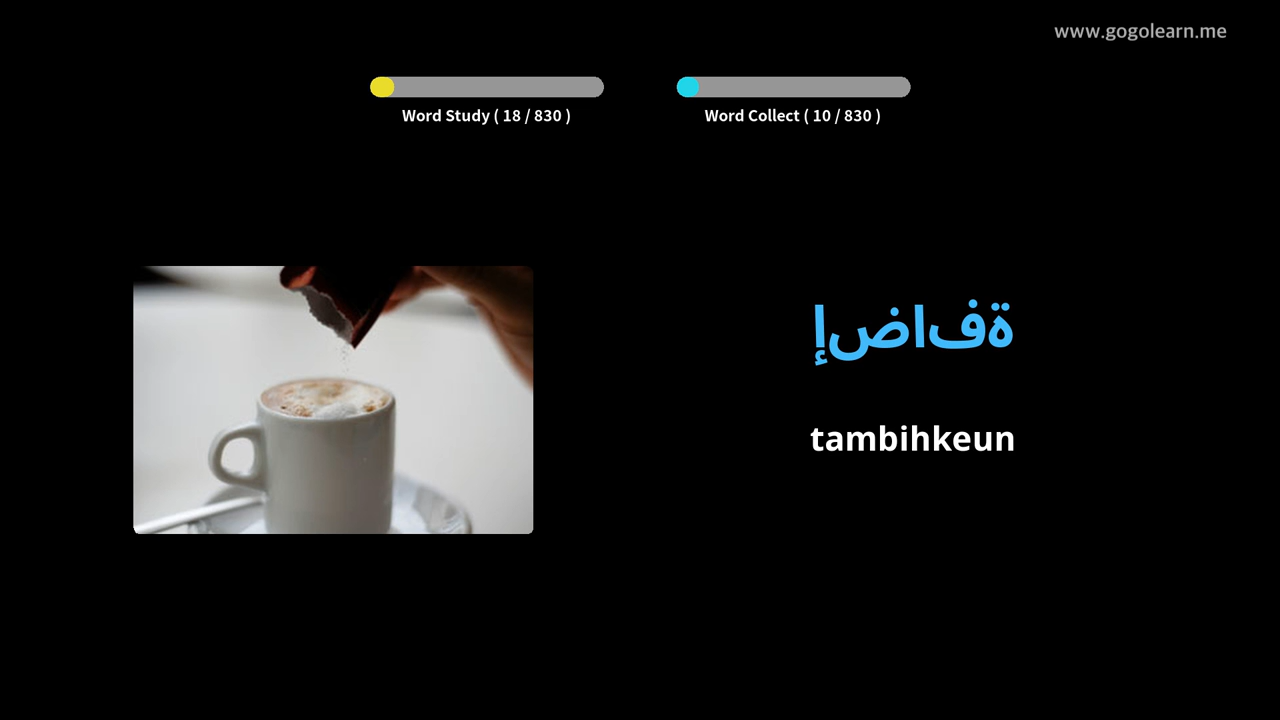 www.gogolearn.me
Word Study ( 18 / 830 )
Word Collect ( 10 / 830 )
إضافة
tambihkeun